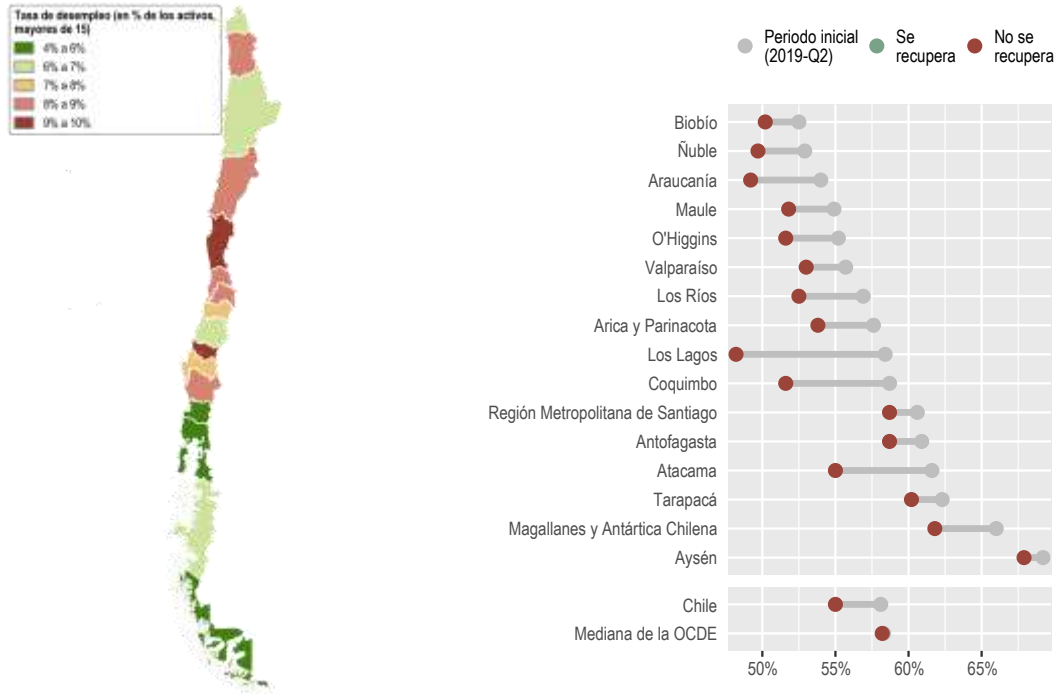 Tasa de desempleo (en % de los activos,
mayores de 15)
4% a 6%
6% a 7%
7% a 8%
8% a 9%
9% a 10%
Periodo inicial
(2019-Q2)
Se
recupera
No se
recupera
Biobío
Ñuble
Araucanía
Maule
O'Higgins
Valparaíso
Los Ríos
Arica y Parinacota
Los Lagos
Coquimbo
Región Metropolitana de Santiago
Antofagasta
Atacama
Tarapacá
Magallanes y Antártica Chilena
Aysén
Chile
Mediana de la OCDE
50%
55%
60%
65%